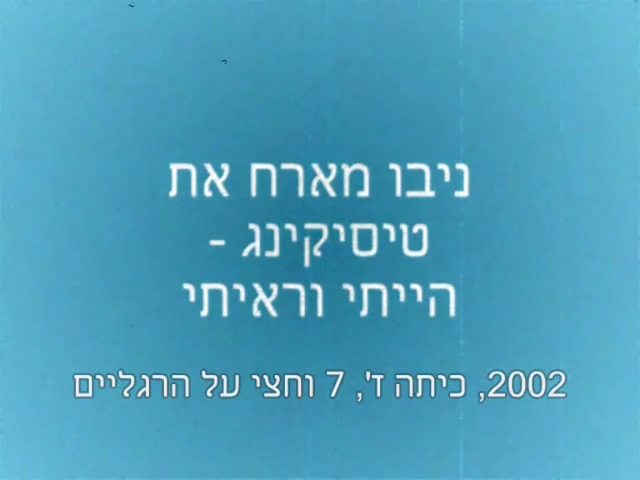 ניבו מארח את
טיסיקינג -
הייתי וראיתי
2002, כיתה ד', 7 וחצי על הרגליים